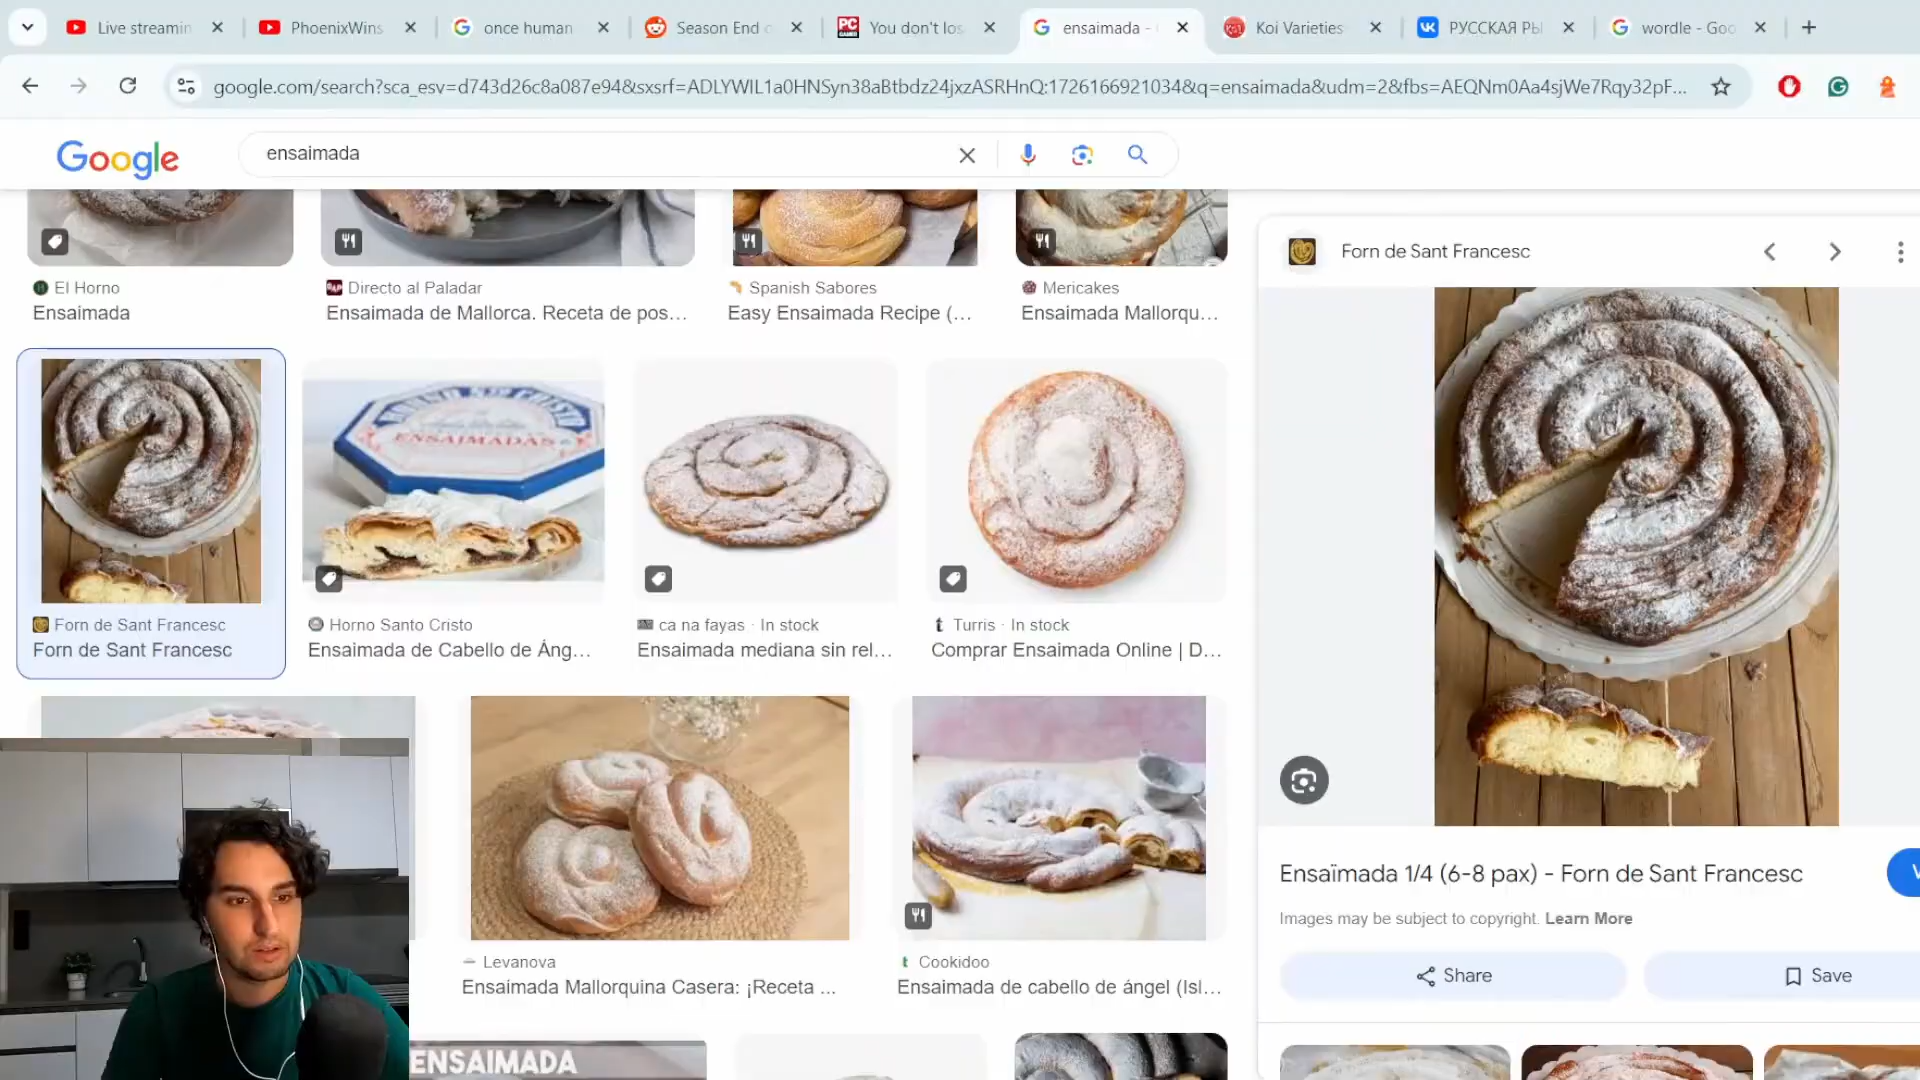 Live streamin
PhoenixWins
once human
Season End o
PC GAMER
You don't los
ensaimada -
Koi Varieties
РУССКАЯ РЫ
wordle - Goo
google.com/search?sca_esv=d743d26c8a087e94&sxsrf=ADLYWIL1a0HNSyn38aBtbdz24jxzASRHnQ:1726166921034&q=ensaimada&udm=2&fbs=AEQNm0Aa4sjWe7Rqy32pF...
Google
ensaimada
El Horno
Ensaimada
Directo al Paladar
Ensaimada de Mallorca. Receta de pos...
Spanish Sabores
Easy Ensaimada Recipe (...
Mericakes
Ensaimada Mallorqu...
Forn de Sant Francesc
ENSAIMADAS
Forn de Sant Francesc
Forn de Sant Francesc
Horno Santo Cristo
Ensaimada de Cabello de Áng...
ca na fayas · In stock
Ensaimada mediana sin rel...
Turris · In stock
Comprar Ensaimada Online | D...
Levanova
Ensaimada Mallorquina Casera: ¡Receta ...
Cookidoo
Ensaimada de cabello de ángel (Isl...
Ensaïmada 1/4 (6-8 pax) - Forn de Sant Francesc
Images may be subject to copyright. Learn More
Share
Save
ENSAIMADA